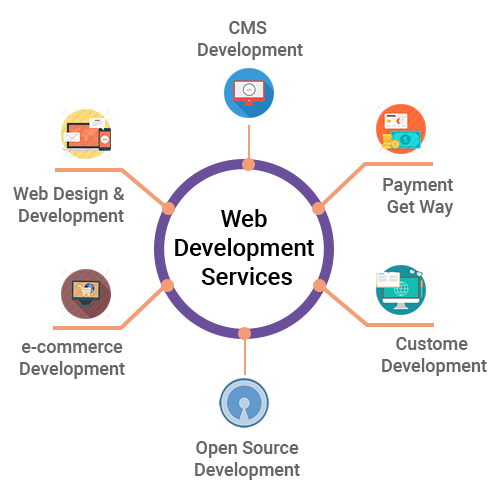 CMS
Development
Web Design &
Development
Payment
Get Way
Web
Development
Services
e-commerce
Development
Custome
Development
Open Source
Development